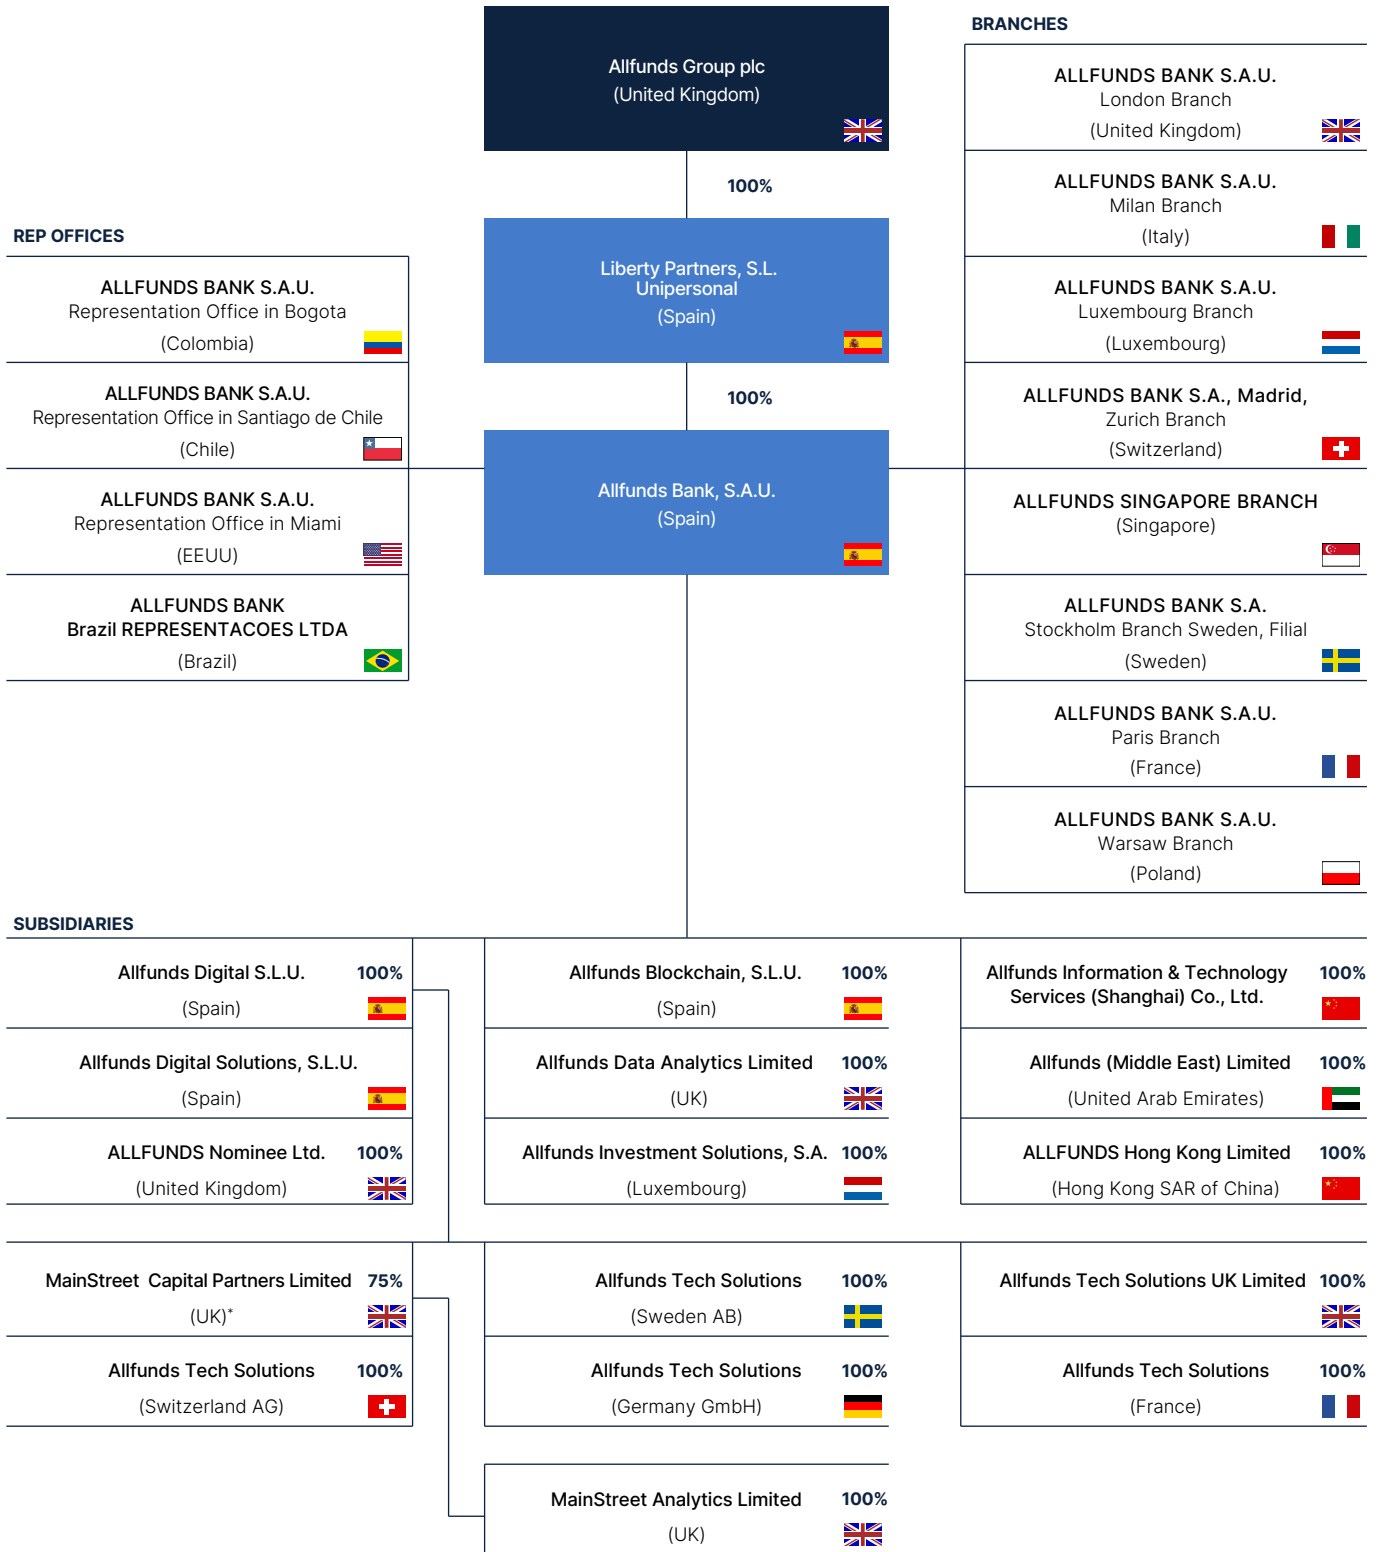 Allfunds Group plc
(United Kingdom)
100%
Liberty Partners, S.L.
Unipersonal
(Spain)
100%
Allfunds Bank, S.A.U.
(Spain)
REP OFFICES
ALLFUNDS BANK S.A.U.
Representation Office in Bogota
(Colombia)
ALLFUNDS BANK S.A.U.
Representation Office in Santiago de Chile
(Chile)
ALLFUNDS BANK S.A.U.
Representation Office in Miami
(EEUU)
ALLFUNDS BANK
Brazil REPRESENTACOES LTDA
(Brazil)
BRANCHES
ALLFUNDS BANK S.A.U.
London Branch
(United Kingdom)
ALLFUNDS BANK S.A.U.
Milan Branch
(Italy)
ALLFUNDS BANK S.A.U.
Luxembourg Branch
(Luxembourg)
ALLFUNDS BANK S.A., Madrid,
Zurich Branch
(Switzerland)
ALLFUNDS SINGAPORE BRANCH
(Singapore)
ALLFUNDS BANK S.A.
Stockholm Branch Sweden, Filial
(Sweden)
ALLFUNDS BANK S.A.U.
Paris Branch
(France)
ALLFUNDS BANK S.A.U.
Warsaw Branch
(Poland)
SUBSIDIARIES
Allfunds Digital S.L.U. 100%
(Spain)
Allfunds Digital Solutions, S.L.U.
(Spain)
ALLFUNDS Nominee Ltd. 100%
(United Kingdom)
Allfunds Blockchain, S.L.U. 100%
(Spain)
Allfunds Data Analytics Limited 100%
(UK)
Allfunds Investment Solutions, S.A. 100%
(Luxembourg)
Allfunds Information & Technology 100%
Services (Shanghai) Co., Ltd.
Allfunds (Middle East) Limited 100%
(United Arab Emirates)
ALLFUNDS Hong Kong Limited 100%
(Hong Kong SAR of China)
MainStreet Capital Partners Limited 75%
(UK)*
Allfunds Tech Solutions 100%
(Switzerland AG)
Allfunds Tech Solutions 100%
(Sweden AB)
Allfunds Tech Solutions 100%
(Germany GmbH)
Allfunds Tech Solutions UK Limited 100%
Allfunds Tech Solutions 100%
(France)
MainStreet Analytics Limited 100%
(UK)